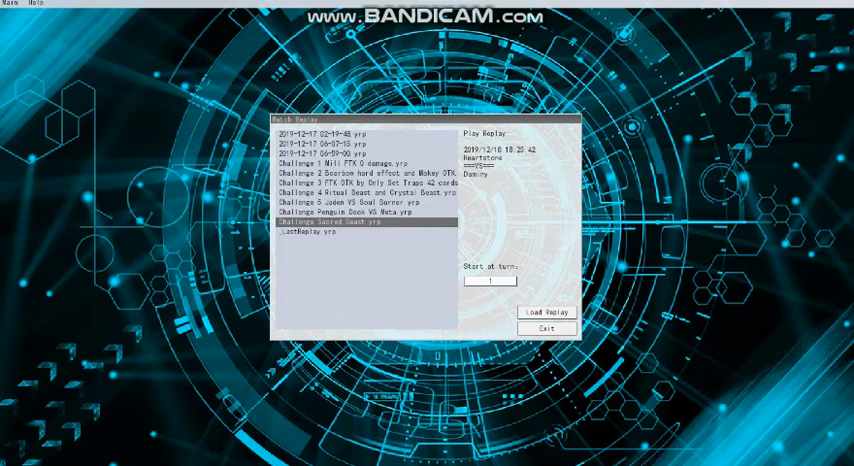 Main Help
www.BANDICAM.com
Watch Replay
2019-12-17 02-19-48.yrp
2019-12-17 06-07-15.yrp
2019-12-17 06-59-00.yrp
Challenge 1 Mill FTK 0 damage.yrp
Challenge 2 Boarbow hard effect and Mokey OTK.
Challenge 3 FTK OTK by Only Set Traps 42 cards
Challenge 4 Ritual Beast and Crystal Beast.yrp
Challenge 5 Jaden VS Soul Burner.yrp
Challenge Penguin Deck VS Meta.yrp
Challenge Sacred Beast.yrp
_LastReplay.yrp
Play Replay:
2019/12/18 18:23:42
Heartstone
===VS===
Daminy
Start at turn:
1
Load Replay
Exit